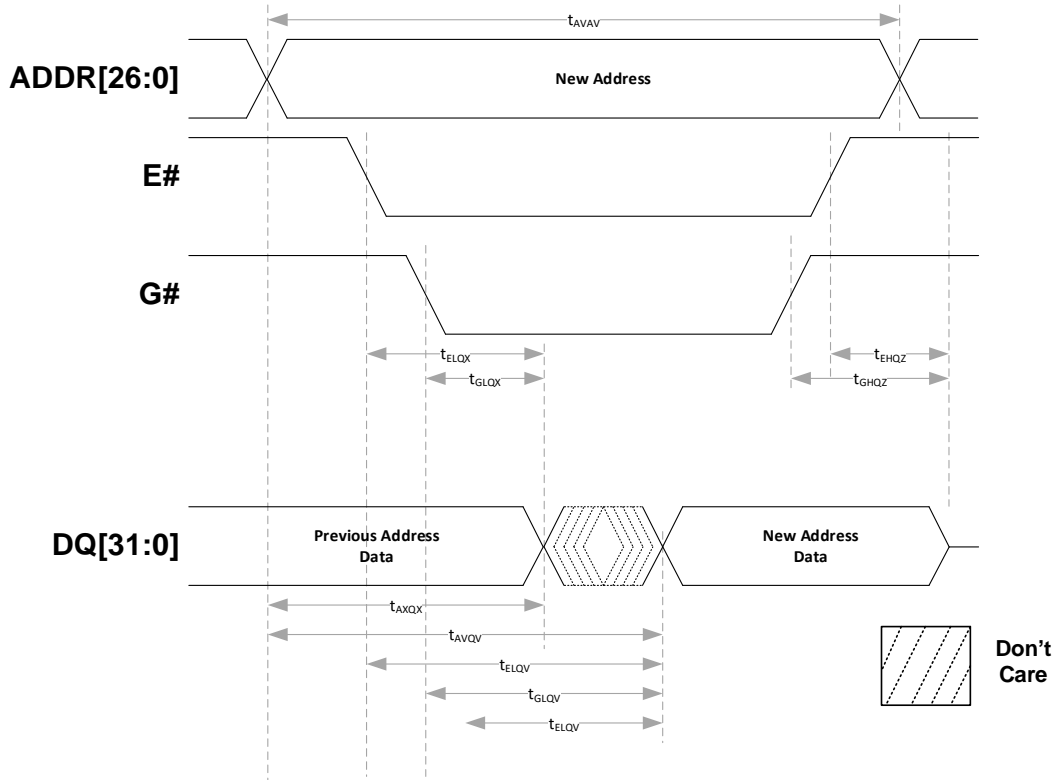 tAVAV
ADDR[26:0]
New Address
E#
G#
tELQX
tEHQZ
tGLQX
tGHQZ
DQ[31:0]
Previous Address
Data
New Address
Data
tAXQX
tAVQV
tELQV
tGLQV
tELQV
Don't
Care